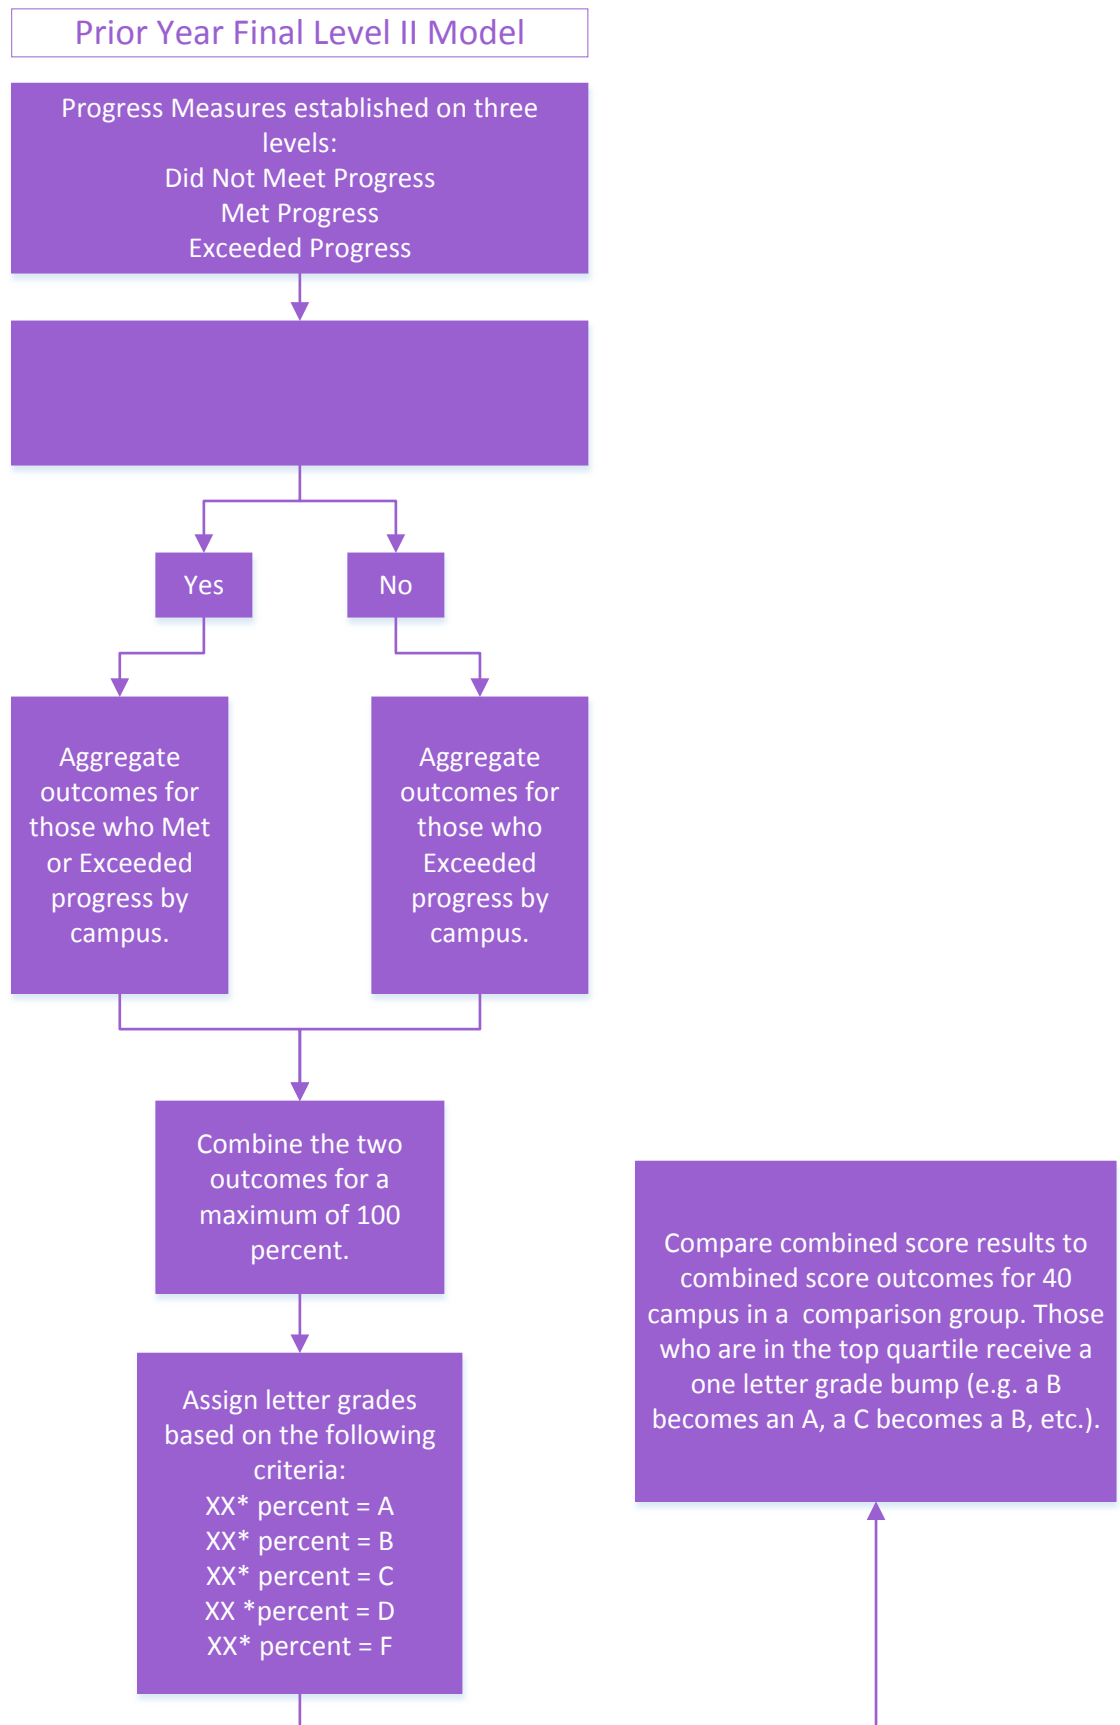 Prior Year Final Level II Model
Progress Measures established on three
levels:
Did Not Meet Progress
Met Progress
Exceeded Progress
Yes
No
Aggregate
outcomes for
those who Met
or Exceeded
progress by
campus.
Aggregate
outcomes for
those who
Exceeded
progress by
campus.
Combine the two
outcomes for a
maximum of 100
percent.
Assign letter grades
based on the following
criteria:
XX* percent = A
XX* percent = B
XX* percent = C
XX *percent = D
XX* percent = F
Compare combined score results to
combined score outcomes for 40
campus in a  comparison group. Those
who are in the top quartile receive a
one letter grade bump (e.g. a B
becomes an A, a C becomes a B, etc.).